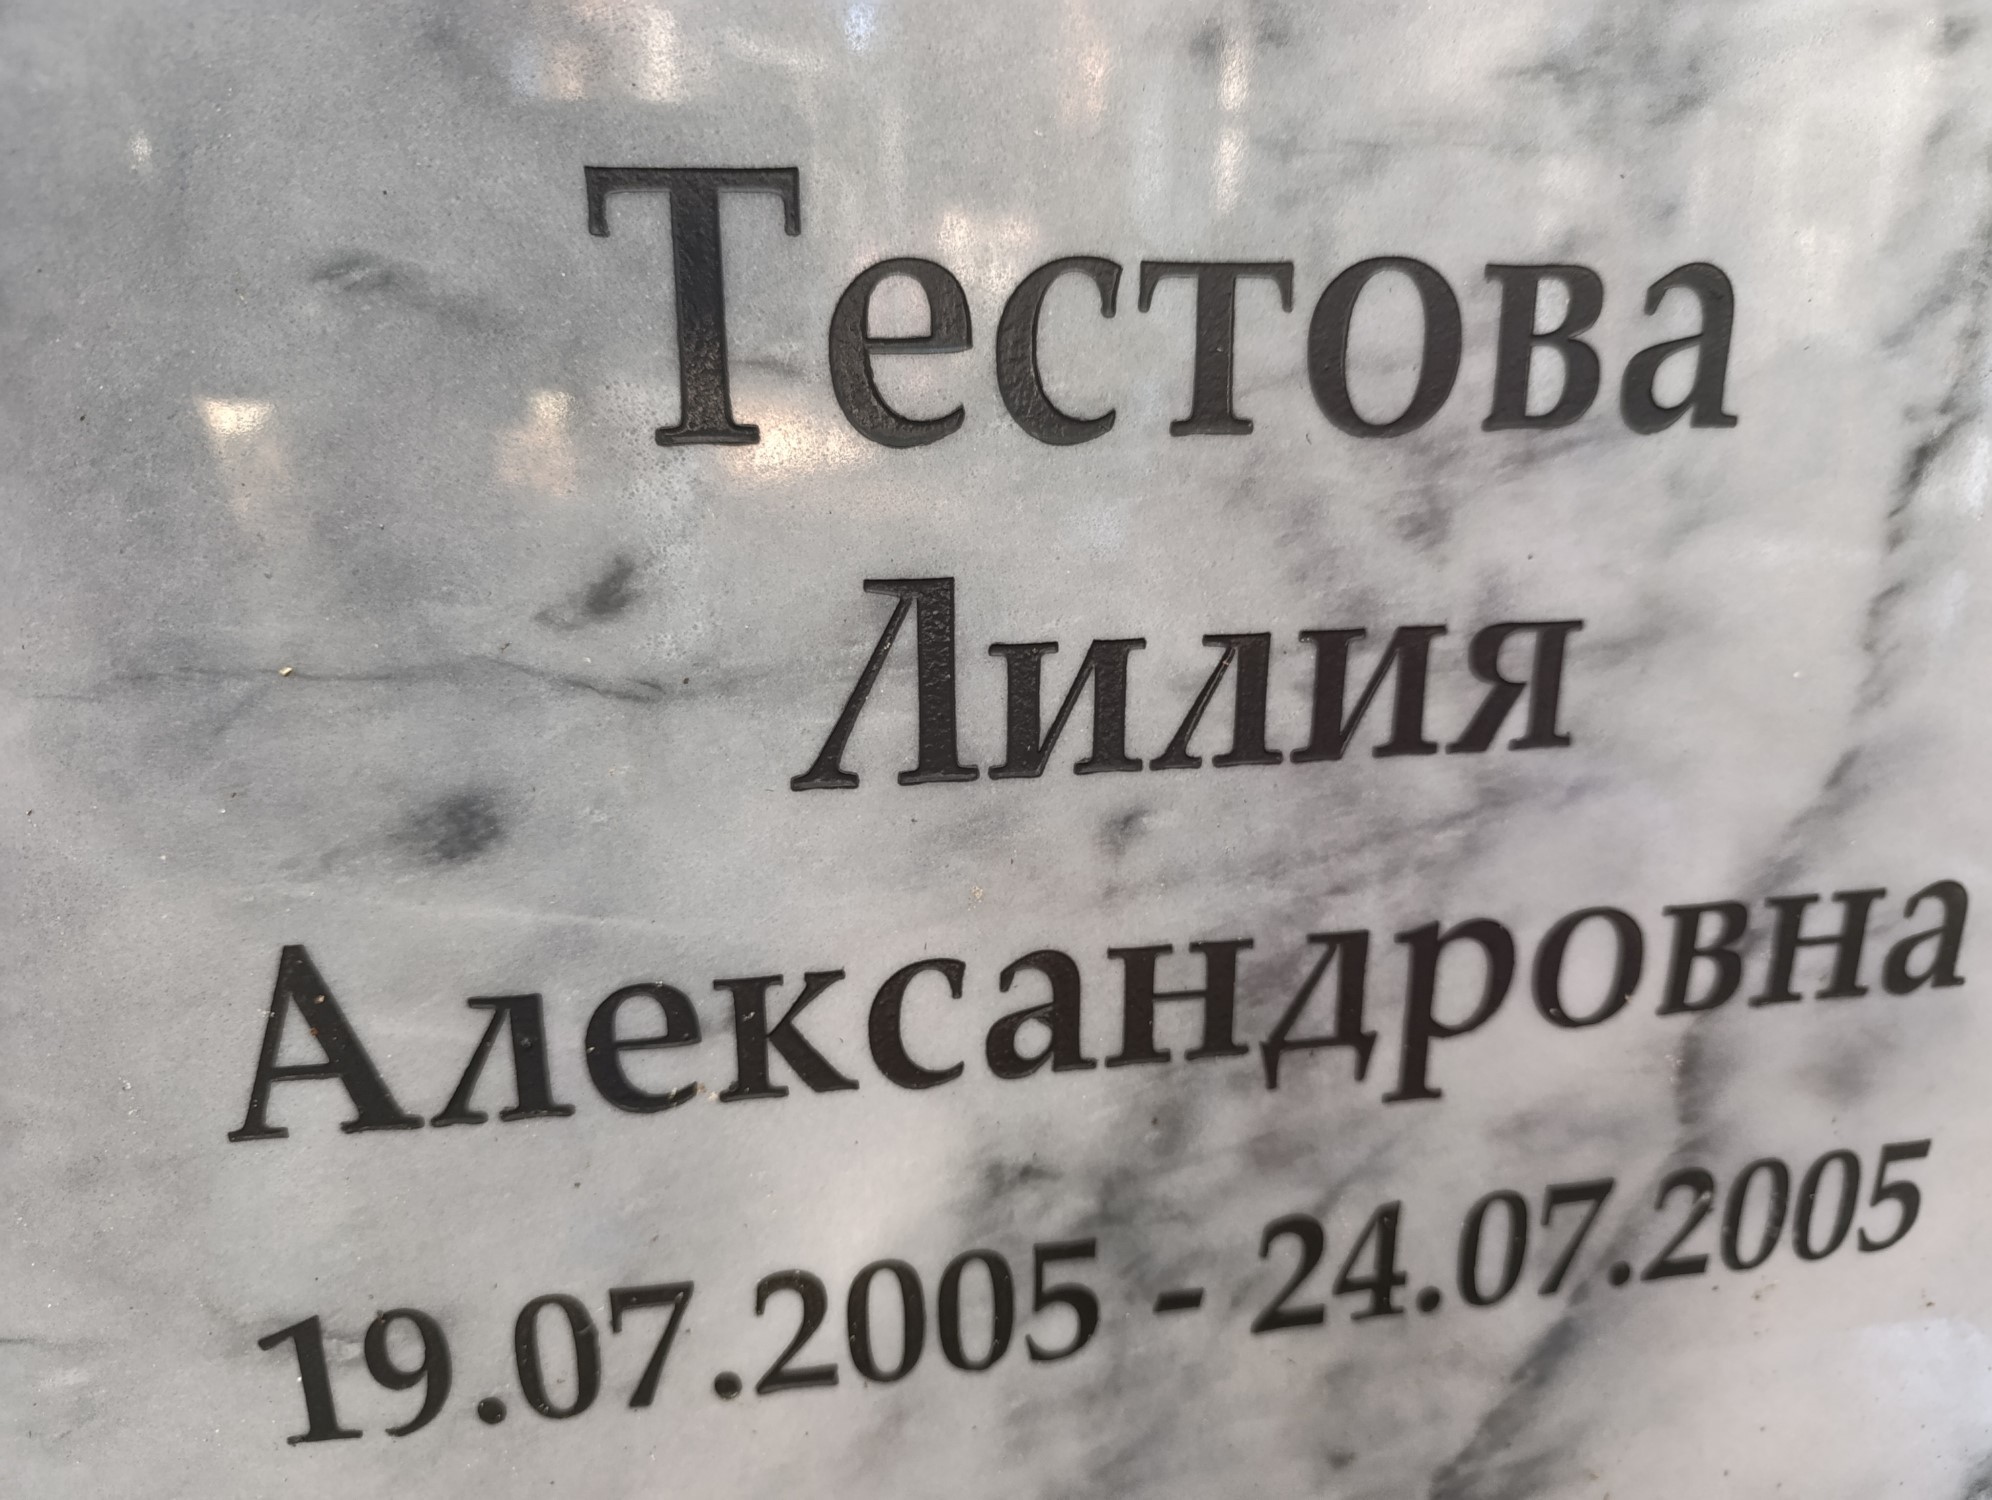 Тестова
Лилия
Александровна
19.07.2005 - 24.07.2005